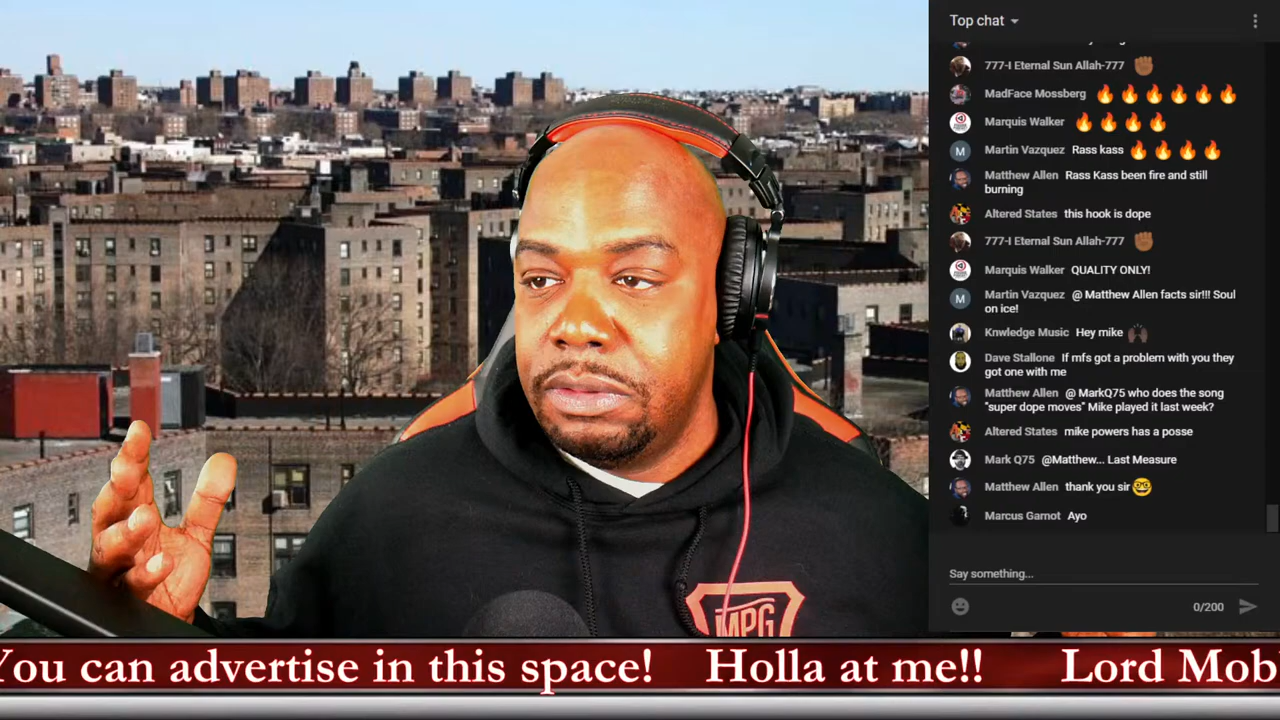 Top chat
777-I Eternal Sun Allah-777 ✊🏾
MadFace Mossberg 🔥🔥🔥🔥🔥🔥
Marquis Walker 🔥🔥🔥🔥
M Martin Vazquez Rass kass 🔥🔥🔥🔥
Matthew Allen Rass Kass been fire and still
burning
Altered States this hook is dope
777-I Eternal Sun Allah-777 ✊🏾
Marquis Walker QUALITY ONLY!
M Martin Vazquez @ Matthew Allen facts sir!!! Soul
on ice!
Knwledge Music Hey mike 🙌🏿
Dave Stallone If mfs got a problem with you they
got one with me
Matthew Allen @ MarkQ75 who does the song
"super dope moves" Mike played it last week?
Altered States mike powers has a posse
Mark Q75 @Matthew... Last Measure
Matthew Allen thank you sir 🤓
Marcus Garnot Ayo
Say something...
0/200
MPG
You can advertise in this space! Holla at me!! Lord Mob